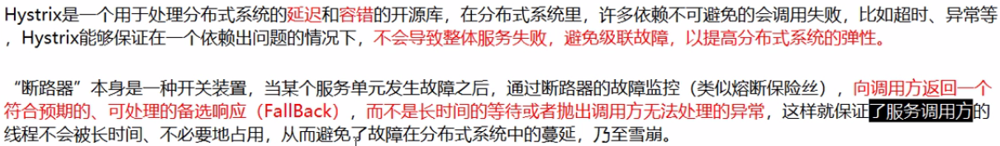 Hystrix是一个用于处理分布式系统的延迟和容错的开源库，在分布式系统里，许多依赖不可避免的会调用失败，比如超时、异常等
，Hystrix能够保证在一个依赖出问题的情况下，不会导致整体服务失败，避免级联故障，以提高分布式系统的弹性。
“断路器”本身是一种开关装置，当某个服务单元发生故障之后，通过断路器的故障监控（类似熔断保险丝），向调用方返回一个
符合预期的、可处理的备选响应（FallBack），而不是长时间的等待或者抛出调用方无法处理的异常，这样就保证了服务调用方的
线程不会被长时间、不必要地占用，从而避免了故障在分布式系统中的蔓延，乃至雪崩。